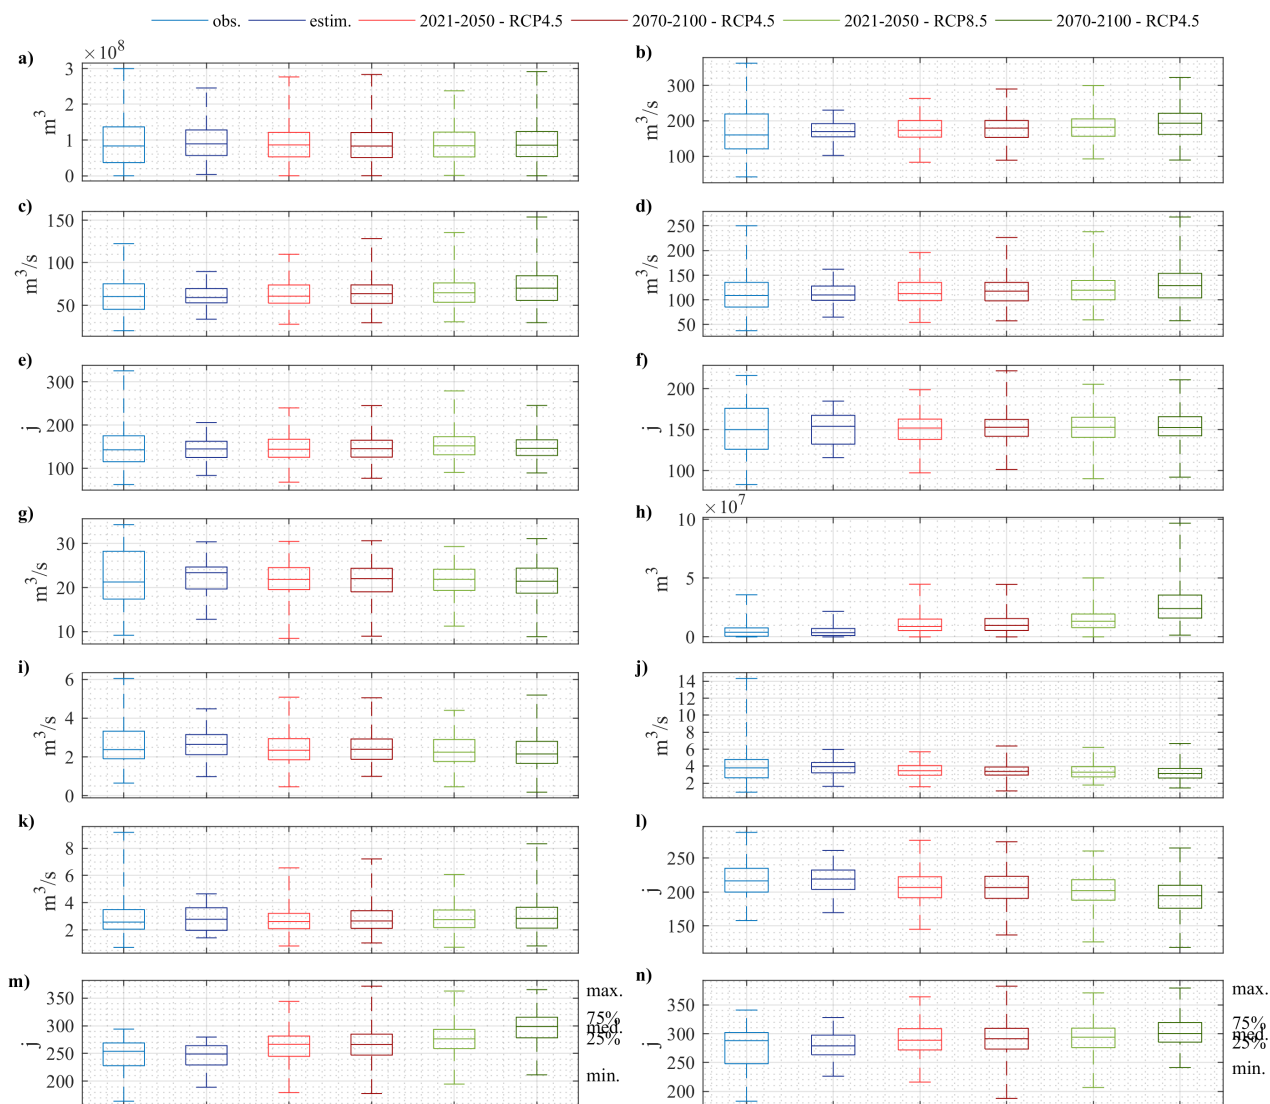 obs. estim. 2021-2050 - RCP4.5 2070-2100 - RCP4.5 2021-2050 - RCP8.5 2070-2100 - RCP4.5
a)
×10^8
m^3
3
2
1
0
b)
m^3/s
300
200
100
c)
m^3/s
150
100
50
d)
m^3/s
250
200
150
100
50
e)
j
300
200
100
f)
j
200
150
100
g)
m^3/s
30
20
10
h)
×10^7
m^3
10
5
0
i)
m^3/s
6
4
2
0
j)
m^3/s
14
12
10
8
6
4
2
k)
m^3/s
8
6
4
2
l)
j
250
200
150
m)
j
350
300
250
200
max.
75%
med.
25%
min.
n)
j
350
300
250
200
max.
75%
med.
25%
min.